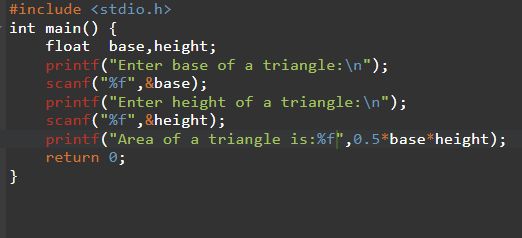 #include <stdio.h>
int main() {
    float  base,height;
    printf("Enter base of a triangle:\n");
    scanf("%f",&base);
    printf("Enter height of a triangle:\n");
    scanf("%f",&height);
    printf("Area of a triangle is:%f",0.5*base*height);
    return 0;
}